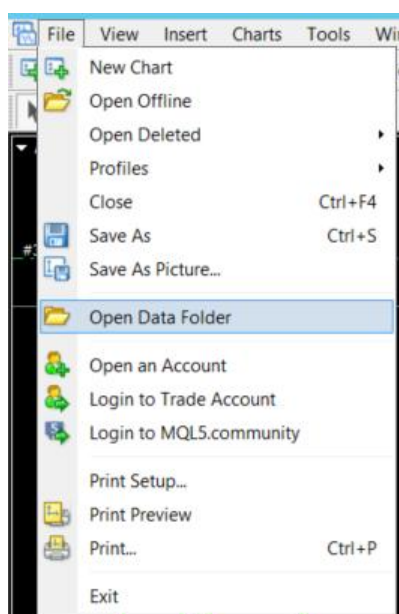 File View Insert Charts Tools
New Chart
Open Offline
Open Deleted
Profiles
Close Ctrl+F4
Save As Ctrl+S
Save As Picture...
Open Data Folder
Open an Account
Login to Trade Account
Login to MQL5.community
Print Setup...
Print Preview
Print... Ctrl+P
Exit